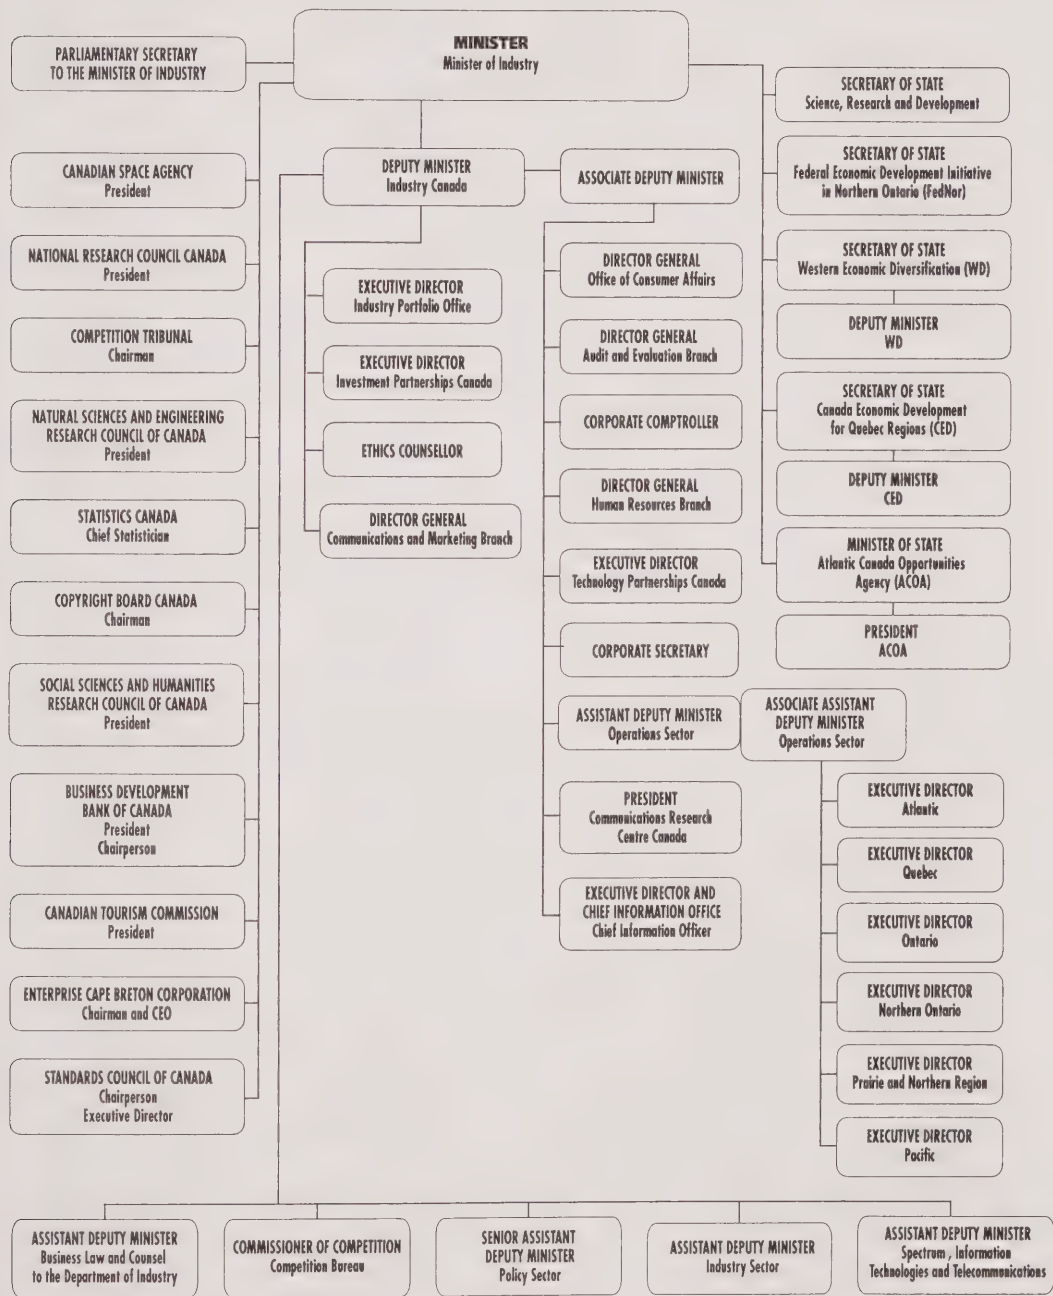 MINISTER
Minister of Industry
PARLIAMENTARY SECRETARY
TO THE MINISTER OF INDUSTRY
CANADIAN SPACE AGENCY
President
NATIONAL RESEARCH COUNCIL CANADA
President
COMPETITION TRIBUNAL
Chairman
NATURAL SCIENCES AND ENGINEERING
RESEARCH COUNCIL OF CANADA
President
STATISTICS CANADA
Chief Statistician
COPYRIGHT BOARD CANADA
Chairman
SOCIAL SCIENCES AND HUMANITIES
RESEARCH COUNCIL OF CANADA
President
BUSINESS DEVELOPMENT
BANK OF CANADA
President
Chairperson
CANADIAN TOURISM COMMISSION
President
ENTERPRISE CAPE BRETON CORPORATION
Chairman and CEO
STANDARDS COUNCIL OF CANADA
Chairperson
Executive Director
DEPUTY MINISTER
Industry Canada
EXECUTIVE DIRECTOR
Industry Portfolio Office
EXECUTIVE DIRECTOR
Investment Partnerships Canada
ETHICS COUNSELLOR
DIRECTOR GENERAL
Communications and Marketing Branch
ASSOCIATE DEPUTY MINISTER
DIRECTOR GENERAL
Office of Consumer Affairs
DIRECTOR GENERAL
Audit and Evaluation Branch
CORPORATE COMPTROLLER
DIRECTOR GENERAL
Human Resources Branch
EXECUTIVE DIRECTOR
Technology Partnerships Canada
CORPORATE SECRETARY
ASSISTANT DEPUTY MINISTER
Operations Sector
PRESIDENT
Communications Research
Centre Canada
EXECUTIVE DIRECTOR AND
CHIEF INFORMATION OFFICE
Chief Information Officer
SECRETARY OF STATE
Science, Research and Development
SECRETARY OF STATE
Federal Economic Development Initiative
in Northern Ontario (FedNor)
SECRETARY OF STATE
Western Economic Diversification (WD)
DEPUTY MINISTER
WD
SECRETARY OF STATE
Canada Economic Development
for Quebec Regions (CED)
DEPUTY MINISTER
CED
MINISTER OF STATE
Atlantic Canada Opportunities
Agency (ACOA)
PRESIDENT
ACOA
ASSOCIATE ASSISTANT
DEPUTY MINISTER
Operations Sector
EXECUTIVE DIRECTOR
Atlantic
EXECUTIVE DIRECTOR
Quebec
EXECUTIVE DIRECTOR
Ontario
EXECUTIVE DIRECTOR
Northern Ontario
EXECUTIVE DIRECTOR
Prairie and Northern Region
EXECUTIVE DIRECTOR
Pacific
ASSISTANT DEPUTY MINISTER
Business Law and Counsel
to the Department of Industry
COMMISSIONER OF COMPETITION
Competition Bureau
SENIOR ASSISTANT
DEPUTY MINISTER
Policy Sector
ASSISTANT DEPUTY MINISTER
Industry Sector
ASSISTANT DEPUTY MINISTER
Spectrum , Information
Technologies and Telecommunications